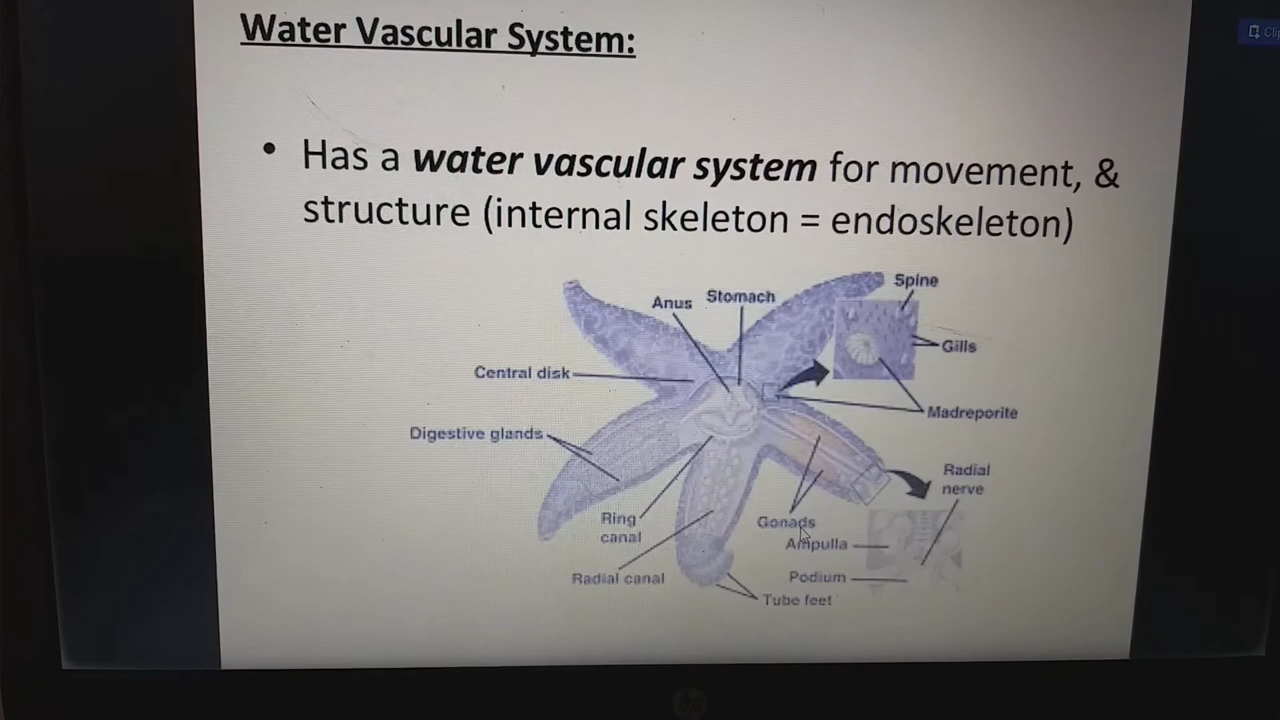 Water Vascular System:
• Has a water vascular system for movement, &
structure (internal skeleton = endoskeleton)
Spine
Anus
Stomach
Gills
Central disk
Madreporite
Digestive glands
Radial
nerve
Ring
canal
Gonads
Ampulla
Radial canal
Podium
Tube feet